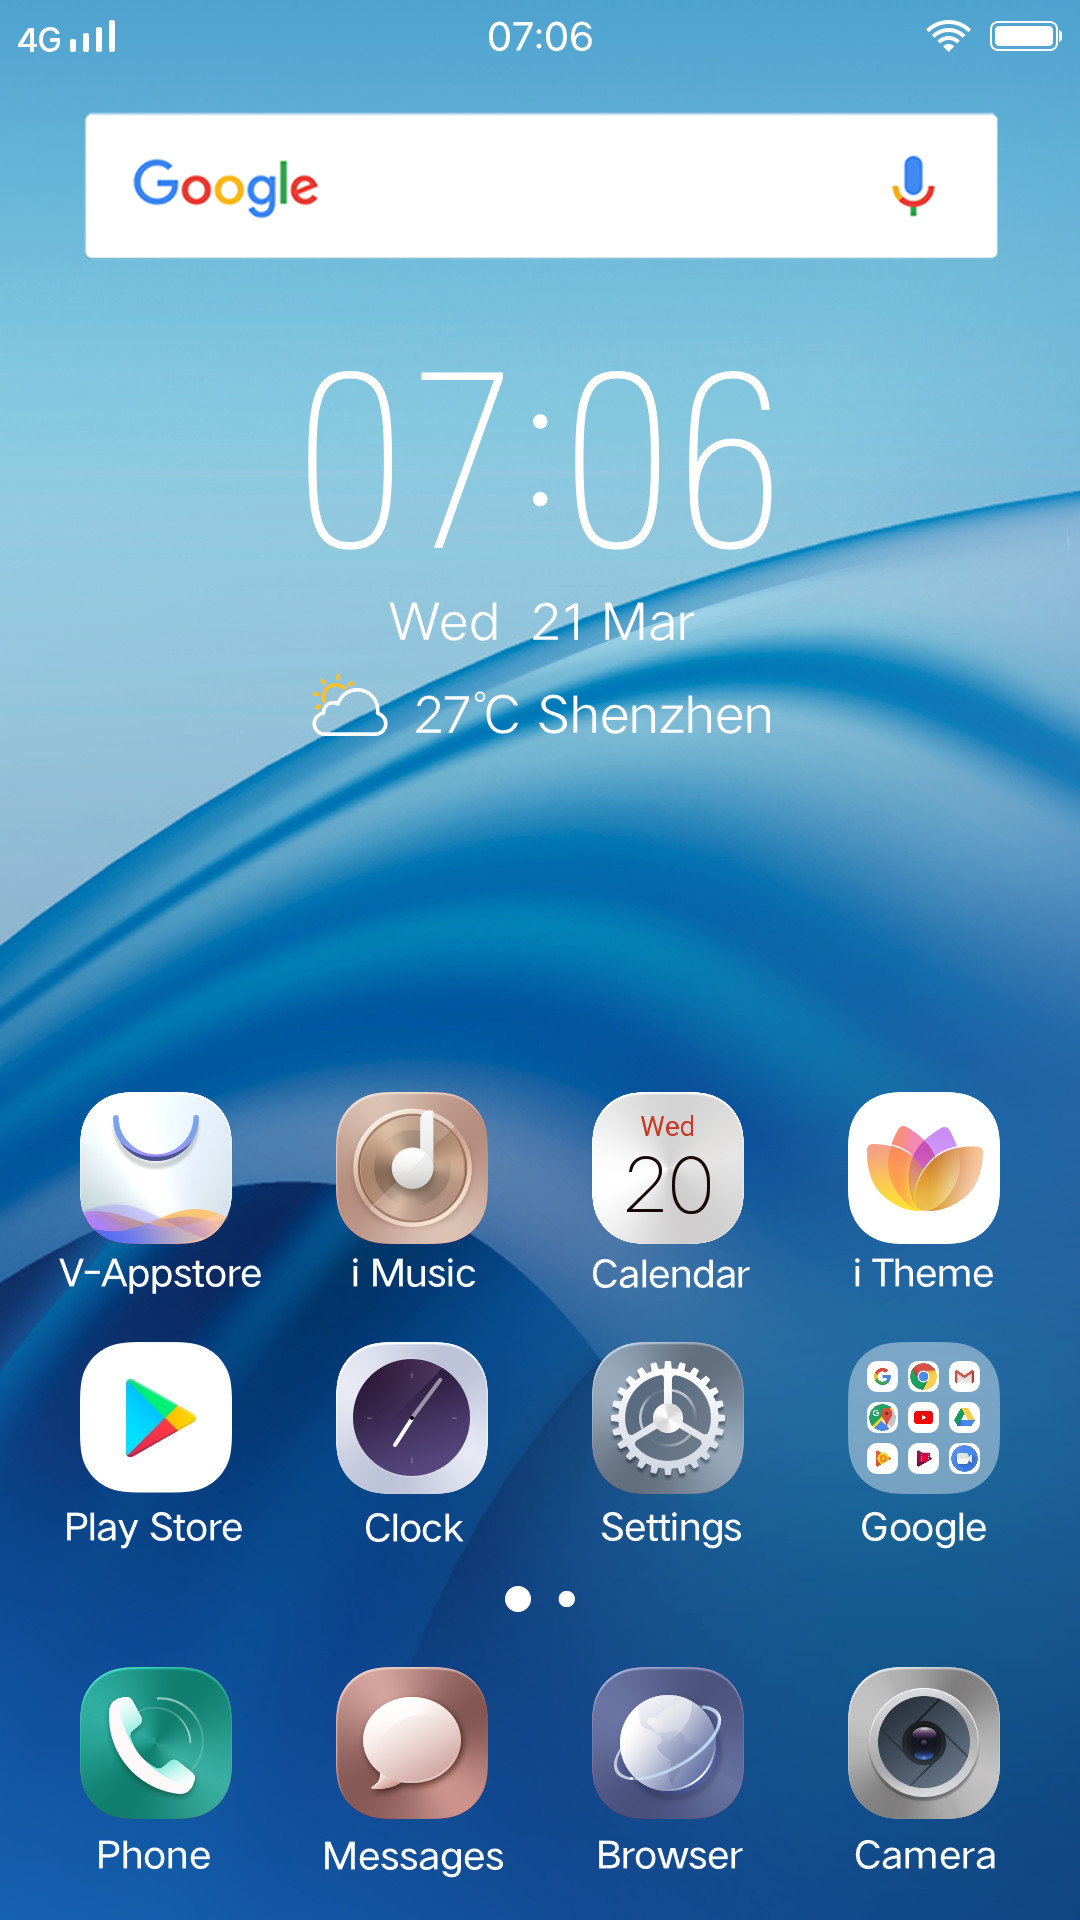 4G 07:06
Google
07:06
Wed 21 Mar
27°C Shenzhen
Wed
20
V-Appstore i Music Calendar i Theme
Play Store Clock Settings Google
Phone Messages Browser Camera